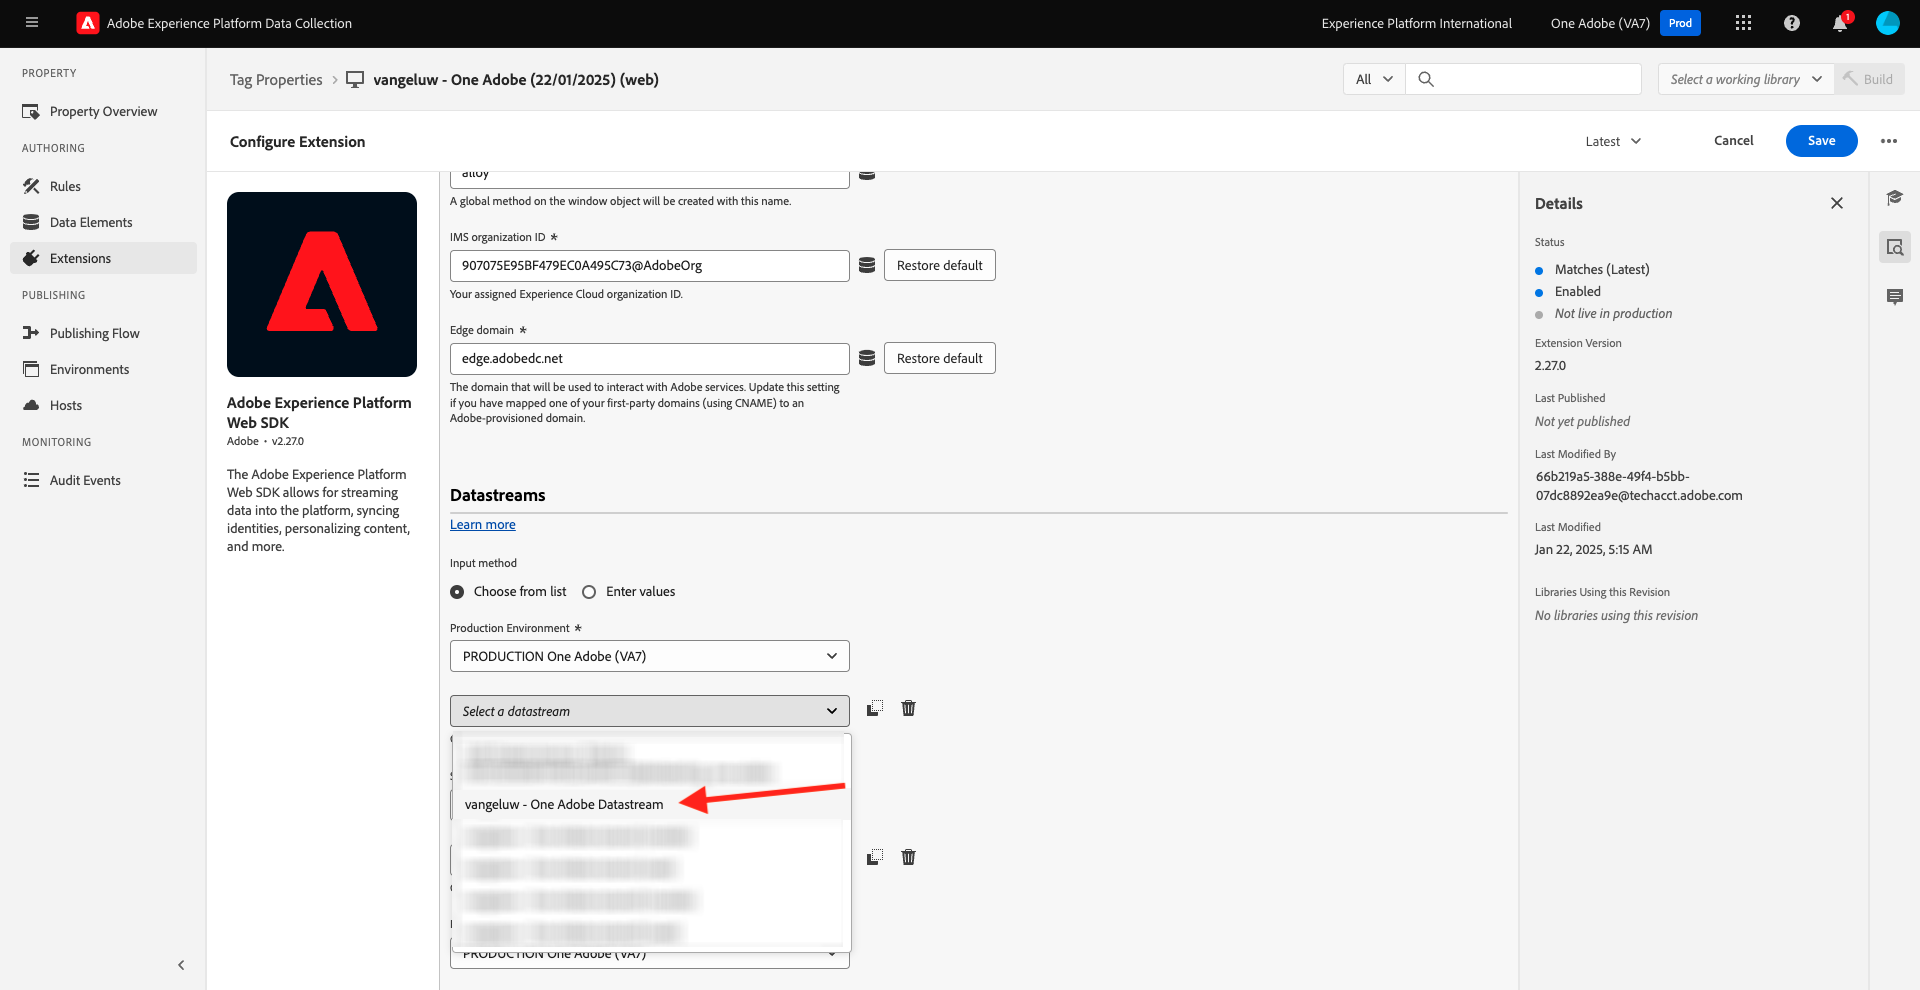 Adobe Experience Platform Data Collection
Experience Platform International
One Adobe (VA7)
Prod
1
PROPERTY
Property Overview
AUTHORING
Rules
Data Elements
Extensions
PUBLISHING
Publishing Flow
Environments
Hosts
MONITORING
Audit Events
Tag Properties
vangeluw - One Adobe (22/01/2025) (web)
All
Select a working library
Build
Configure Extension
Latest
Cancel
Save
Adobe Experience Platform
Web SDK
Adobe • v2.27.0
The Adobe Experience Platform
Web SDK allows for streaming
data into the platform, syncing
identities, personalizing content,
and more.
alloy
A global method on the window object will be created with this name.
IMS organization ID *
907075E95BF479EC0A495C73@AdobeOrg
Restore default
Your assigned Experience Cloud organization ID.
Edge domain *
edge.adobedc.net
Restore default
The domain that will be used to interact with Adobe services. Update this setting
if you have mapped one of your first-party domains (using CNAME) to an
Adobe-provisioned domain.
Datastreams
Learn more
Input method
Choose from list
Enter values
Production Environment *
PRODUCTION One Adobe (VA7)
Select a datastream
vangeluw - One Adobe Datastream
PRODUCTION One Adobe (VA7)
Details
Status
Matches (Latest)
Enabled
Not live in production
Extension Version
2.27.0
Last Published
Not yet published
Last Modified By
66b219a5-388e-49f4-b5bb-
07dc8892ea9e@techacct.adobe.com
Last Modified
Jan 22, 2025, 5:15 AM
Libraries Using this Revision
No libraries using this revision